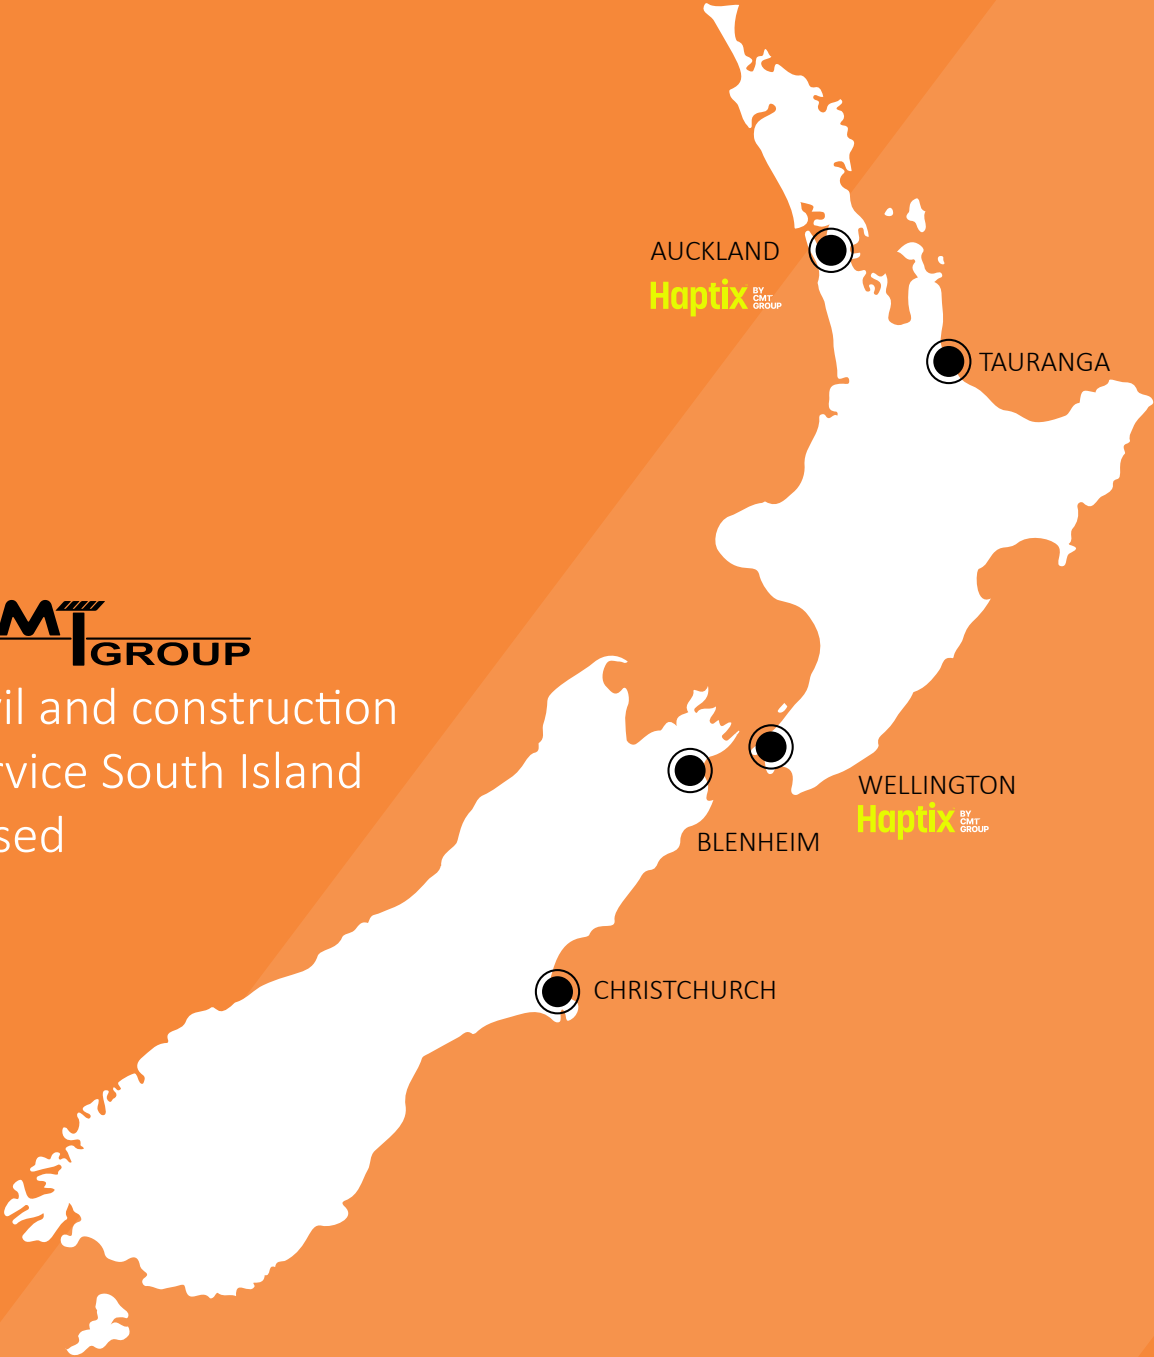 AUCKLAND
Haptix BY CMT GROUP
TAURANGA
MT GROUP
il and construction
rvice South Island
sed
WELLINGTON
Haptix BY CMT GROUP
BLENHEIM
CHRISTCHURCH